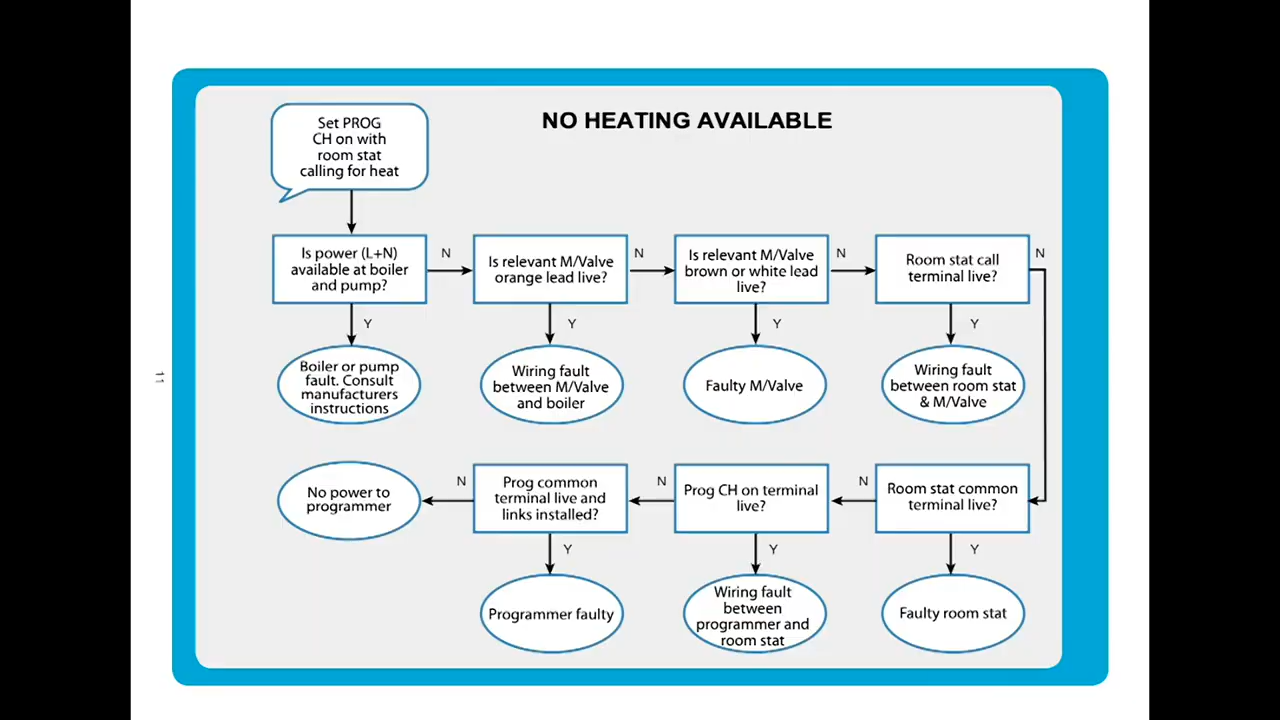 NO HEATING AVAILABLE
Set PROG
CH on with
room stat
calling for heat
Is power (L+N)
available at boiler
and pump?
N
Is relevant M/Valve
orange lead live?
N
Is relevant M/Valve
brown or white lead
live?
N
Room stat call
terminal live?
N
Y
Y
Y
Y
Boiler or pump
fault. Consult
manufacturers
instructions
Wiring fault
between M/Valve
and boiler
Faulty M/Valve
Wiring fault
between room stat
& M/Valve
11
No power to
programmer
N
Prog common
terminal live and
links installed?
N
Prog CH on terminal
live?
N
Room stat common
terminal live?
Y
Y
Y
Programmer faulty
Wiring fault
between
programmer and
room stat
Faulty room stat